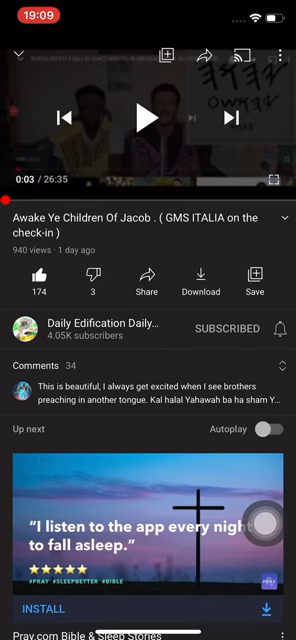 19:09
0:03 / 26:35
Awake Ye Children Of Jacob . ( GMS ITALIA on the
check-in )
940 views · 1 day ago
174
3
Share
Download
Save
Daily Edification Daily...
4.05K subscribers
SUBSCRIBED
Comments 34
This is beautiful, I always get excited when I see brothers
preaching in another tongue. Kal halal Yahawah ba ha sham Y...
Up next
Autoplay
“I listen to the app every night
to fall asleep.”
#PRAY #SLEEPBETTER #BIBLE
PRAY
INSTALL
Pray.com Bible & Sleep Stories